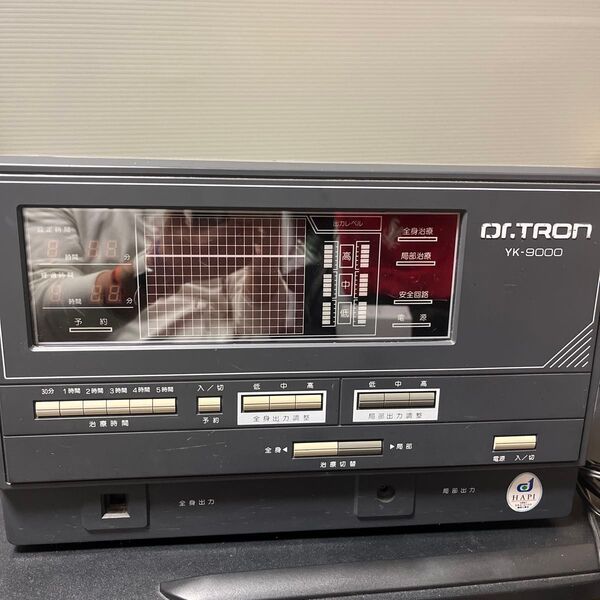 設定時間
時間 分
経過時間
時間 分
予約
出力レベル
高
中
低
全身治療
局部治療
安全回路
電源
Dr.TRON
YK-9000
30分 1時間 2時間 3時間 4時間 5時間
治療時間
入/切
予約
低 中 高
全身出力調整
低 中 高
局部出力調整
全身◀ ▶局部
治療切替
電源 入/切
全身出力
局部出力
HAPI